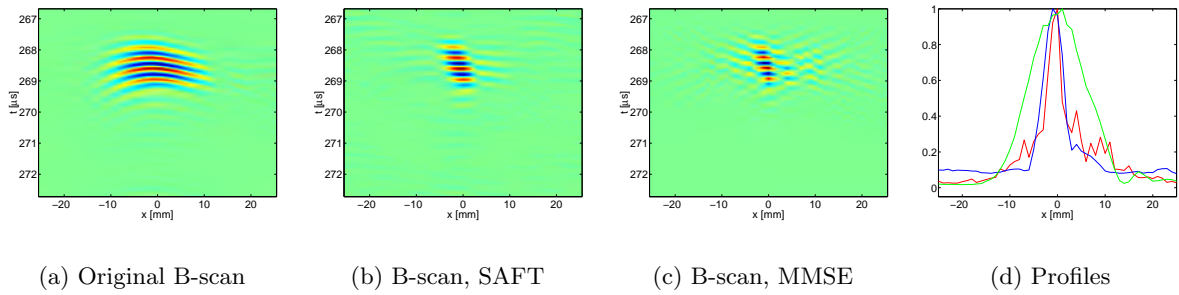 267
268
269
270
271
272
t [μs]
−20 −10 0 10 20
x [mm]
267
268
269
270
271
272
t [μs]
−20 −10 0 10 20
x [mm]
267
268
269
270
271
272
t [μs]
−20 −10 0 10 20
x [mm]
1
0.8
0.6
0.4
0.2
0
−20 −10 0 10 20
x [mm]
(a) Original B-scan
(b) B-scan, SAFT
(c) B-scan, MMSE
(d) Profiles